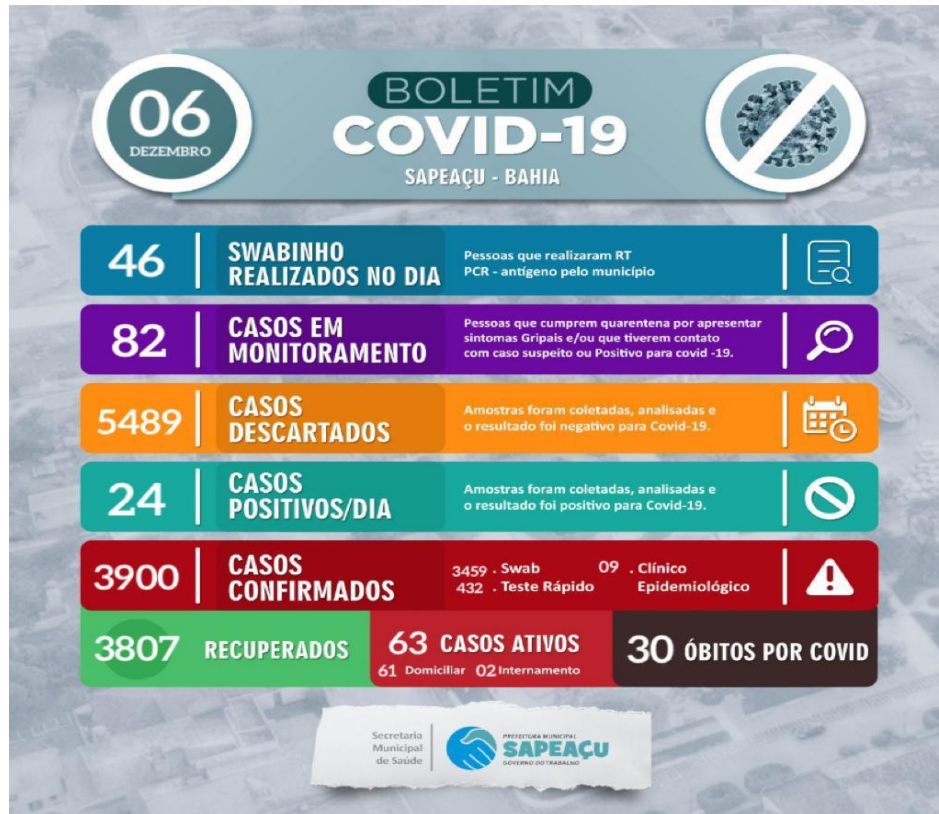 06
DEZEMBRO
BOLETIM
COVID-19
SAPEAÇU - BAHIA
46
SWABINHO
REALIZADOS NO DIA
Pessoas que realizaram RT
PCR - antígeno pelo município
82
CASOS EM
MONITORAMENTO
Pessoas que cumprem quarentena por apresentar
sintomas Gripais e/ou que tiverem contato
com caso suspeito ou Positivo para covid -19.
5489
CASOS
DESCARTADOS
Amostras foram coletadas, analisadas e
o resultado foi negativo para Covid-19.
24
CASOS
POSITIVOS/DIA
Amostras foram coletadas, analisadas e
o resultado foi positivo para Covid-19.
3900
CASOS
CONFIRMADOS
3459 . Swab
432 . Teste Rápido
09 . Clínico
Epidemiológico
3807 RECUPERADOS
63 CASOS ATIVOS
61 Domiciliar 02 Internamento
30 ÓBITOS POR COVID
Secretaria
Municipal
de Saúde
PREFEITURA MUNICIPAL
SAPEAÇU
GOVERNO DO TRABALHO